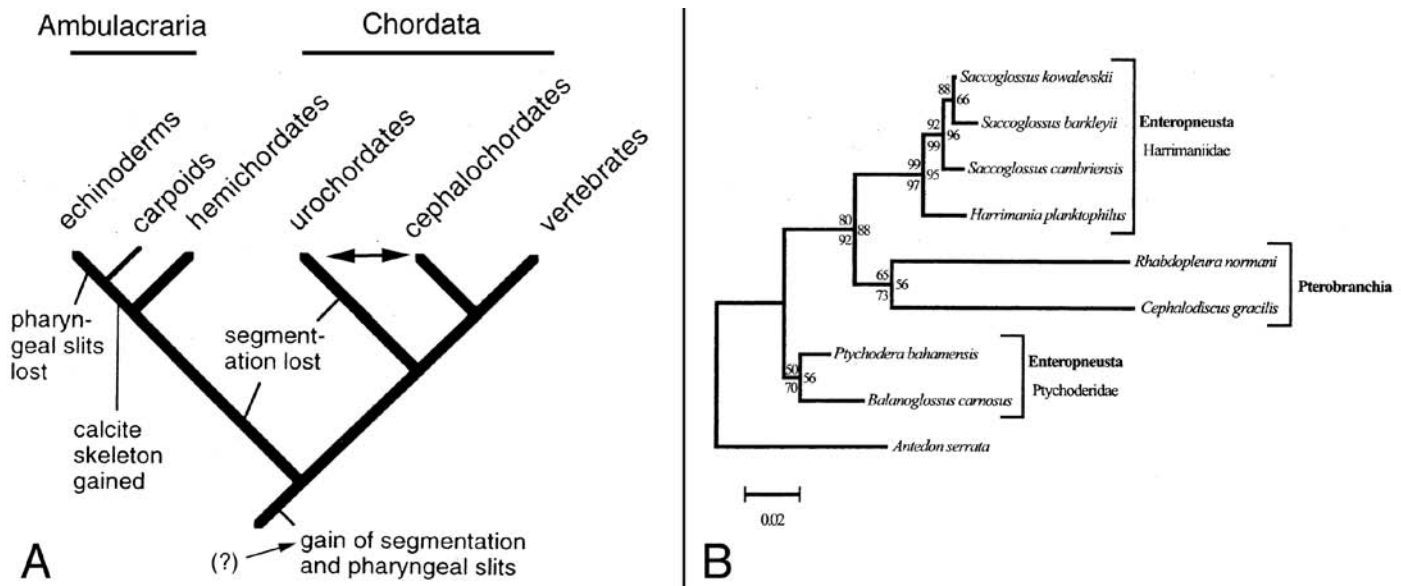 Ambulacraria
Chordata
echinoderms
carpoids
hemichordates
urochordates
cephalochordates
vertebrates
pharyn-
geal slits
lost
segment-
ation lost
calcite
skeleton
gained
(?)
gain of segmentation
and pharyngeal slits
A
Saccoglossus kowalevskii
88
66
Saccoglossus barkleyii
92
96
99
Saccoglossus cambriensis
99
95
97
Harrimania planktophilus
Enteropneusta
Harrimaniidae
80
88
92
Rhabdopleura normani
65
56
73
Cephalodiscus gracilis
Pterobranchia
Ptychodera bahamensis
50
56
70
Balanoglossus carnosus
Enteropneusta
Ptychoderidae
Antedon serrata
0.02
B